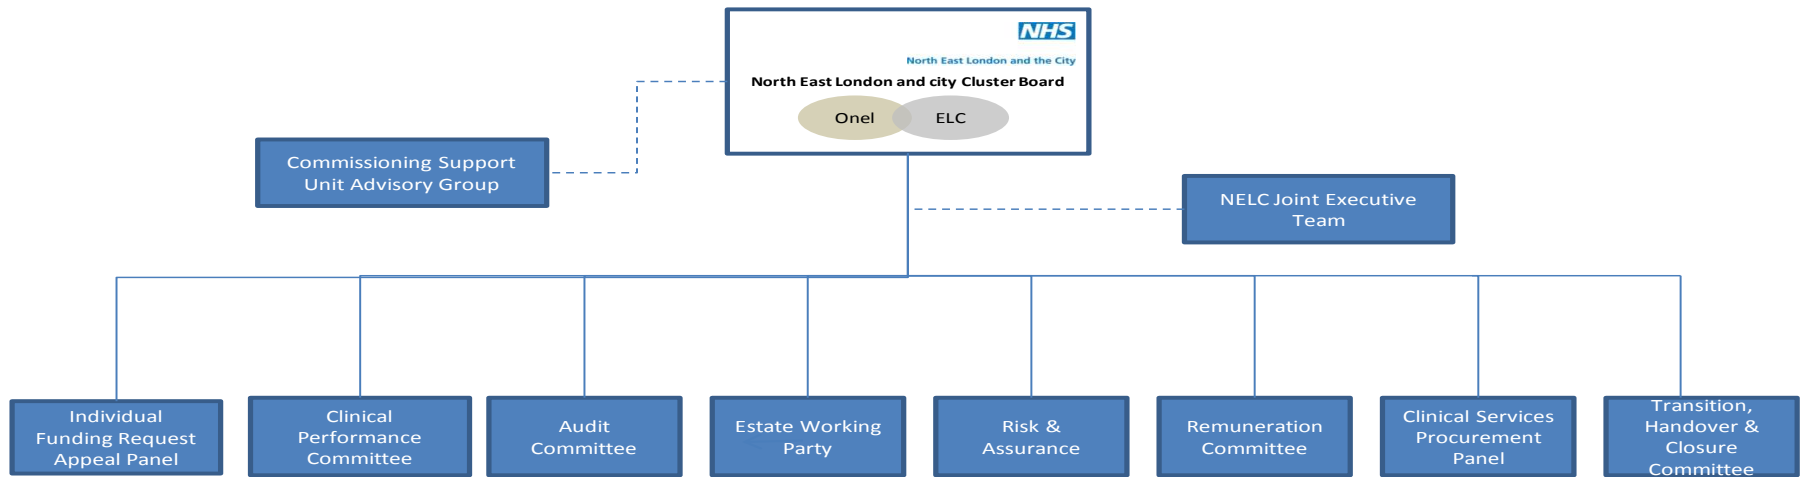 NHS
North East London and the City
North East London and city Cluster Board
Onel
ELC
Commissioning Support
Unit Advisory Group
NELC Joint Executive
Team
Individual
Funding Request
Appeal Panel
Clinical
Performance
Committee
Audit
Committee
Estate Working
Party
Risk &
Assurance
Remuneration
Committee
Clinical Services
Procurement
Panel
Transition,
Handover &
Closure
Committee